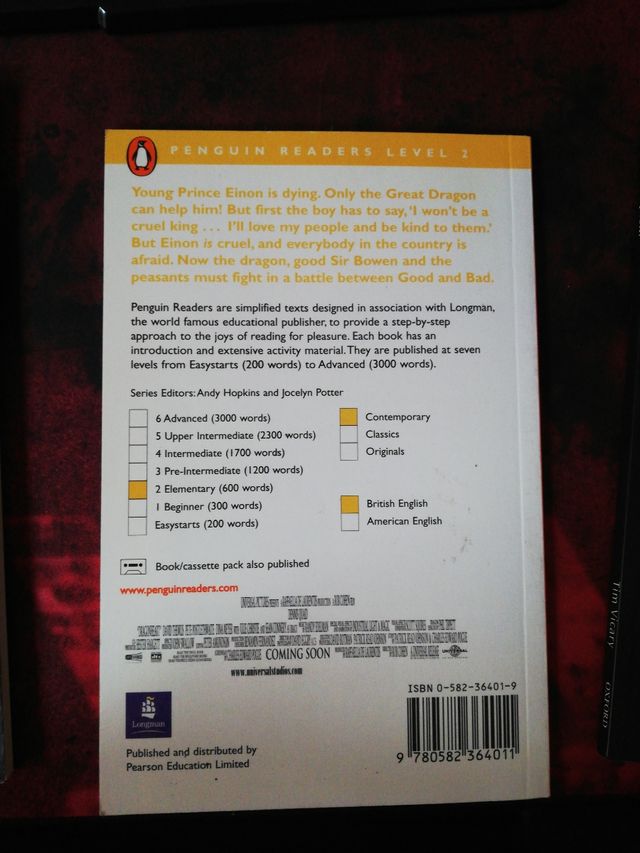 PENGUIN READERS LEVEL 2
Young Prince Einon is dying. Only the Great Dragon
can help him! But first the boy has to say, 'I won't be a
cruel king ... I'll love my people and be kind to them.'
But Einon is cruel, and everybody in the country is
afraid. Now the dragon, good Sir Bowen and the
peasants must fight in a battle between Good and Bad.
Penguin Readers are simplified texts designed in association with Longman,
the world famous educational publisher, to provide a step-by-step
approach to the joys of reading for pleasure. Each book has an
introduction and extensive activity material. They are published at seven
levels from Easystarts (200 words) to Advanced (3000 words).
Series Editors: Andy Hopkins and Jocelyn Potter
6 Advanced (3000 words)
5 Upper Intermediate (2300 words)
4 Intermediate (1700 words)
3 Pre-Intermediate (1200 words)
2 Elementary (600 words)
1 Beginner (300 words)
Easystarts (200 words)
Contemporary
Classics
Originals
British English
American English
Book/cassette pack also published
www.penguinreaders.com
DENNIS QUAID
COMING SOON
UNIVERSAL
www.universalstudios.com
Longman
Published and distributed by
Pearson Education Limited
ISBN 0-582-36401-9
9 780582 364011
Tim Vicary
OXFORD